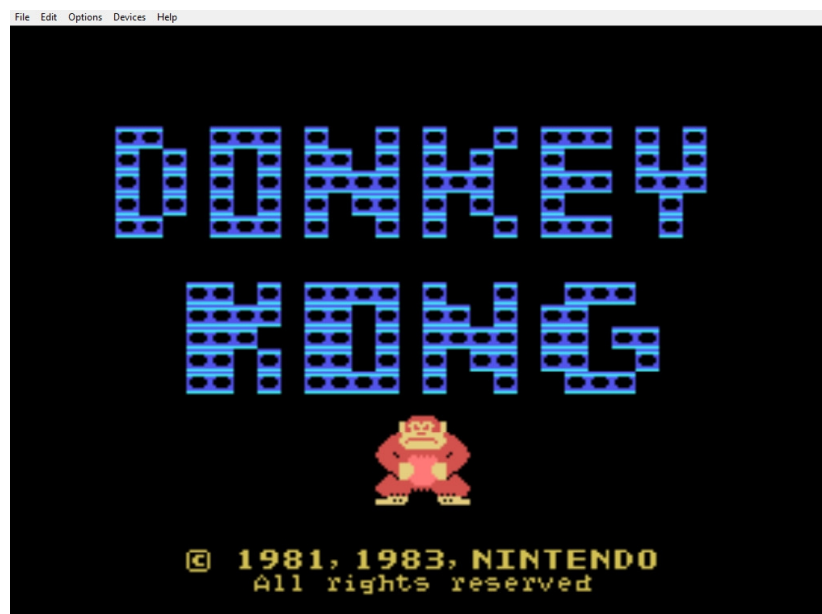 File Edit Options Devices Help
DONKEY
KONG
© 1981, 1983, NINTENDO
All rights reserved